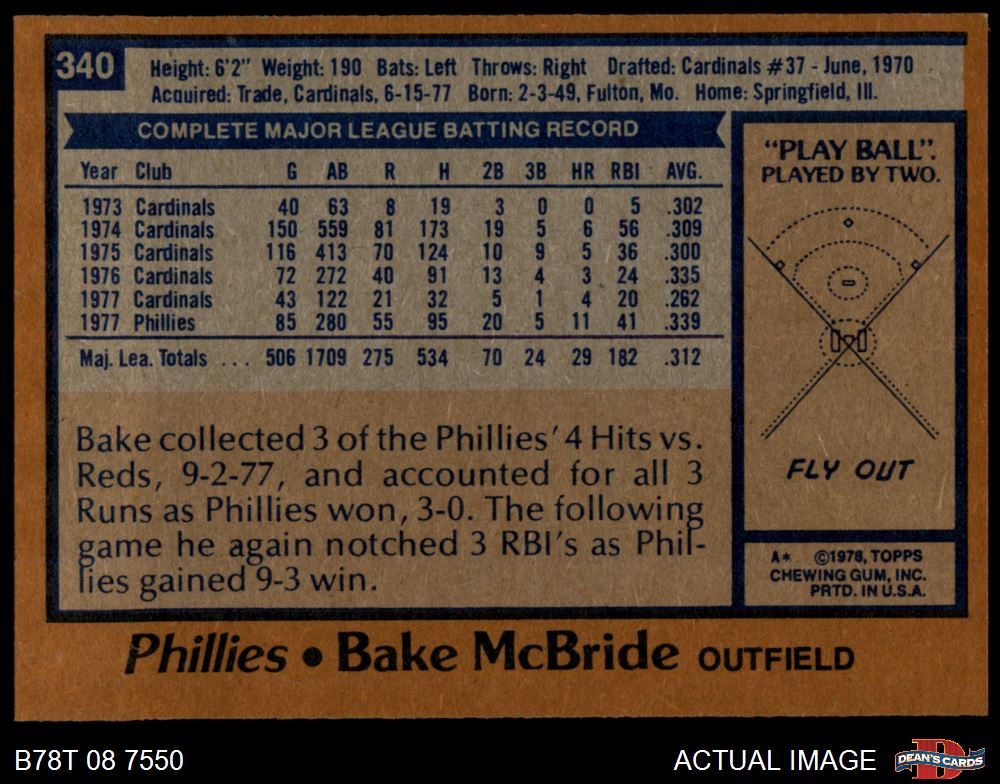 340
Height: 6'2" Weight: 190 Bats: Left Throws: Right Drafted: Cardinals #37 - June, 1970
Acquired: Trade, Cardinals, 6-15-77 Born: 2-3-49, Fulton, Mo. Home: Springfield, Ill.
COMPLETE MAJOR LEAGUE BATTING RECORD
Year Club G AB R H 2B 3B HR RBI AVG.
1973 Cardinals 40 63 8 19 3 0 0 5 .302
1974 Cardinals 150 559 81 173 19 5 6 56 .309
1975 Cardinals 116 413 70 124 10 9 5 36 .300
1976 Cardinals 72 272 40 91 13 4 3 24 .335
1977 Cardinals 43 122 21 32 5 1 4 20 .262
1977 Phillies 85 280 55 95 20 5 11 41 .339
Maj. Lea. Totals ... 506 1709 275 534 70 24 29 182 .312
Bake collected 3 of the Phillies' 4 Hits vs.
Reds, 9-2-77, and accounted for all 3
Runs as Phillies won, 3-0. The following
game he again notched 3 RBI's as Phil-
lies gained 9-3 win.
"PLAY BALL".
PLAYED BY TWO.
FLY OUT
A* ©1978, TOPPS
CHEWING GUM, INC.
PRTD. IN U.S.A.
Phillies • Bake McBride OUTFIELD
B78T 08 7550
ACTUAL IMAGE
DEAN'S CARDS